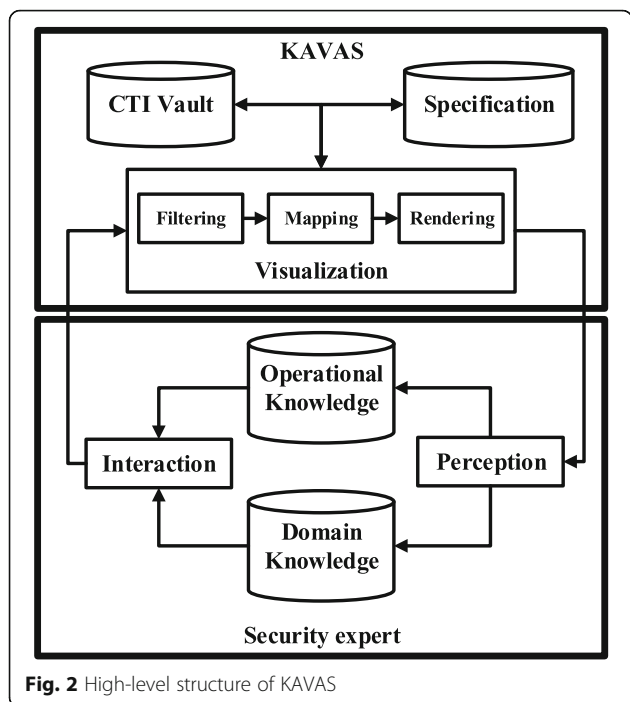 KAVAS
CTI Vault
Specification
Filtering
Mapping
Rendering
Visualization
Operational
Knowledge
Interaction
Perception
Domain
Knowledge
Security expert
Fig. 2 High-level structure of KAVAS